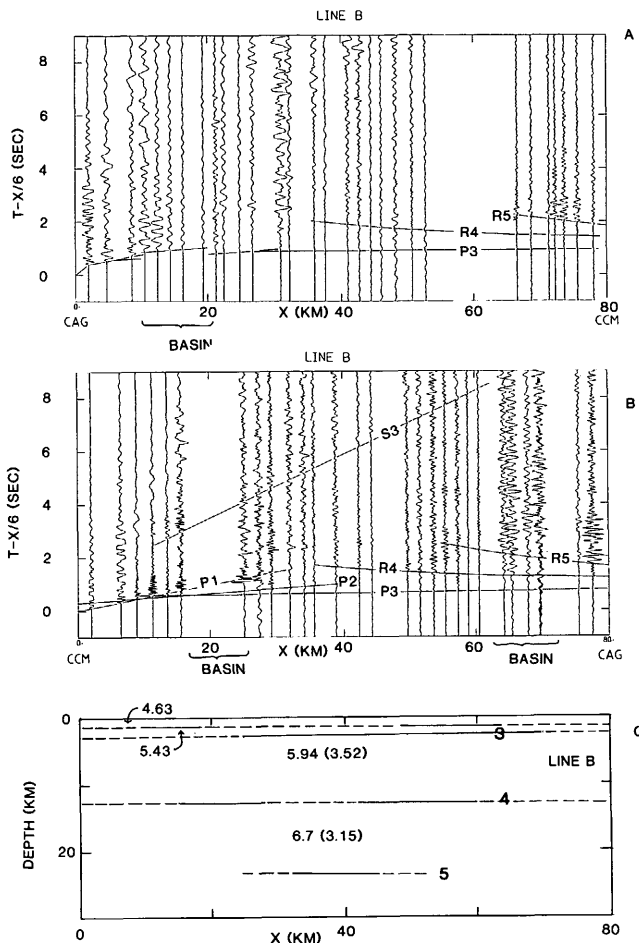 LINE B
A
T-X/6 (SEC)
8
6
4
2
0
R5
R4
P3
0
20
X (KM)
40
60
80
CAG
CCM
BASIN
LINE B
B
T-X/6 (SEC)
8
6
4
2
0
S3
P1
P2
R4
P3
R5
0
20
X (KM)
40
60
80
CCM
CAG
BASIN
BASIN
4.63
0
3
C
5.43
5.94 (3.52)
LINE B
DEPTH (KM)
4
6.7 (3.15)
20
5
30
0
20
X (KM)
40
60
80